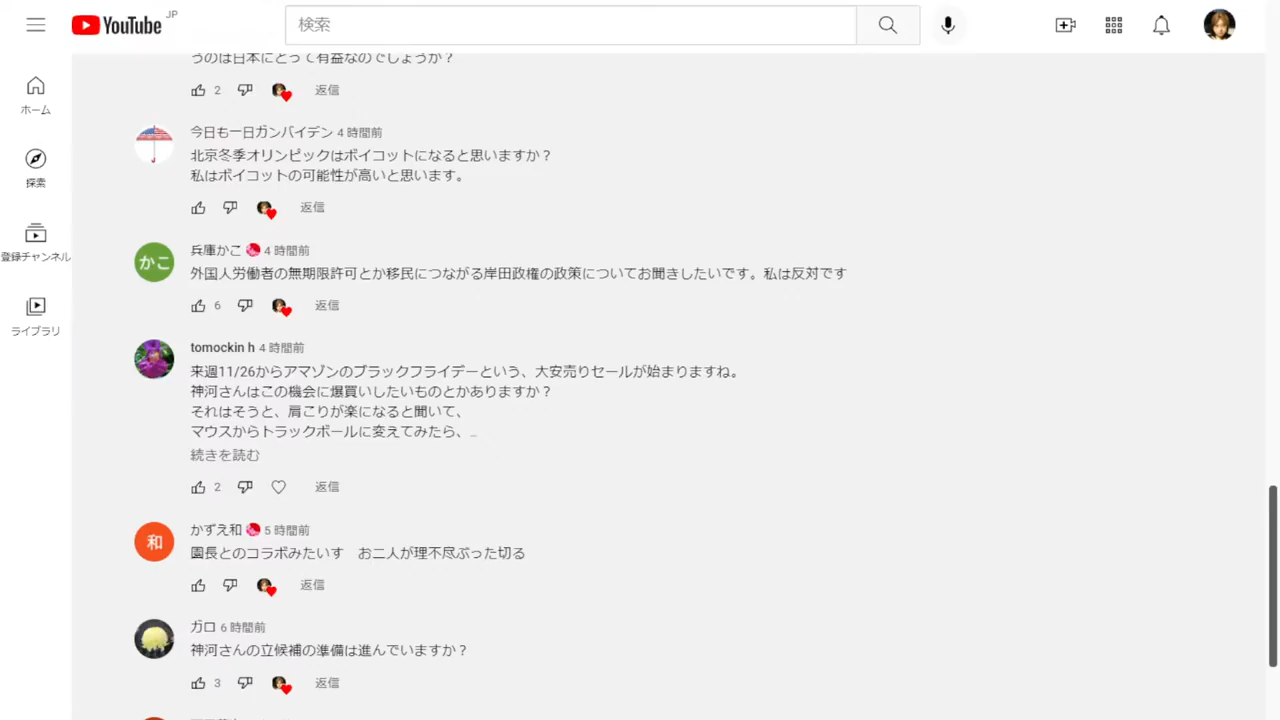 YouTube JP
検索
うのは日本にとって有益なのでしょうか？
2 返信
ホーム
今日も一日ガンバイデン 4 時間前
北京冬季オリンピックはボイコットになると思いますか？
私はボイコットの可能性が高いと思います。
探索
返信
登録チャンネル
兵庫かこ 4 時間前
かこ
外国人労働者の無期限許可とか移民につながる岸田政権の政策についてお聞きしたいです。私は反対です
6 返信
ライブラリ
tomockin h 4 時間前
来週11/26からアマゾンのブラックフライデーという、大安売りセールが始まりますね。
神河さんはこの機会に爆買いしたいものとかありますか？
それはそうと、肩こりが楽になると聞いて、
マウスからトラックボールに変えてみたら、...
続きを読む
2 返信
かずえ和 5 時間前
和
園長とのコラボみたいす　お二人が理不尽ぶった切る
返信
ガロ 6 時間前
神河さんの立候補の準備は進んでいますか？
3 返信